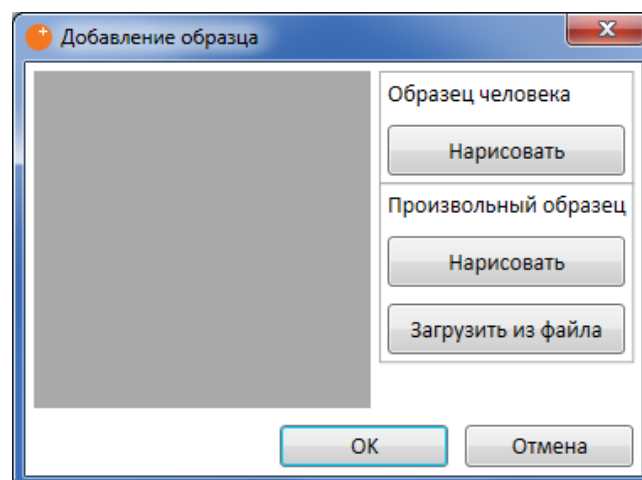 Добавление образца
Образец человека
Нарисовать
Произвольный образец
Нарисовать
Загрузить из файла
OK
Отмена